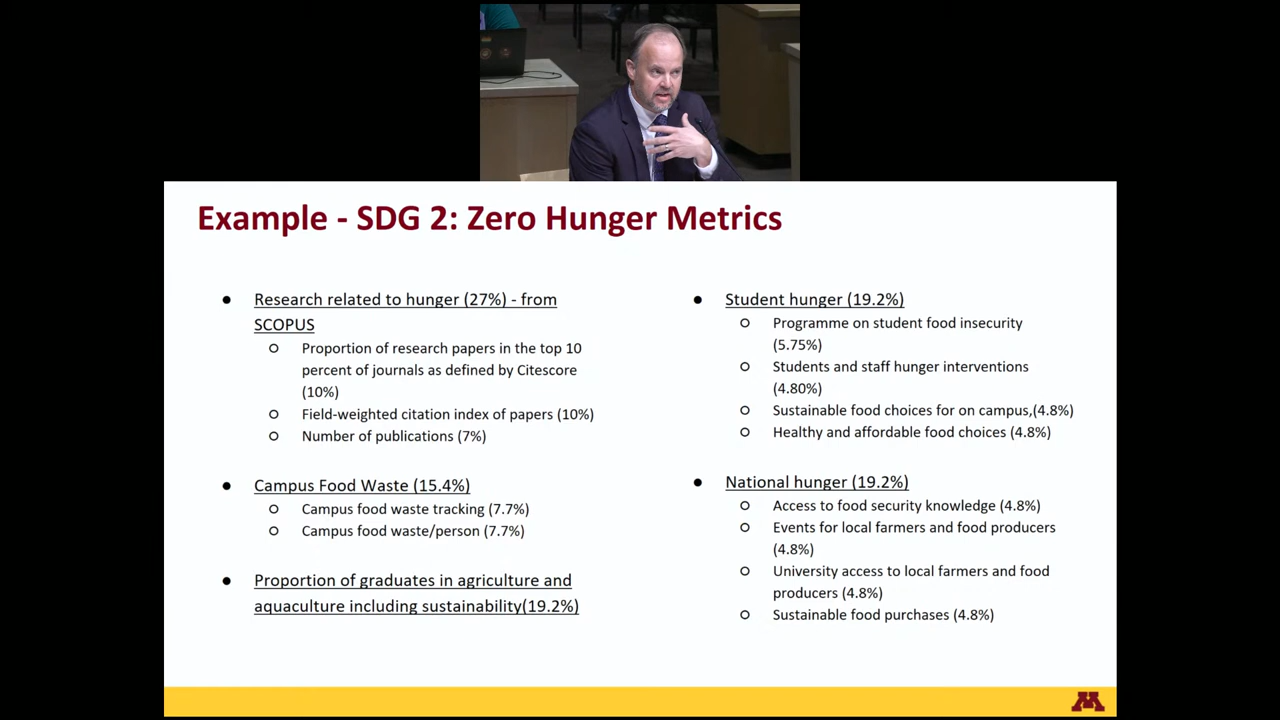 Example - SDG 2: Zero Hunger Metrics
Research related to hunger (27%) - from
SCOPUS
Proportion of research papers in the top 10
percent of journals as defined by Citescore
(10%)
Field-weighted citation index of papers (10%)
Number of publications (7%)
Campus Food Waste (15.4%)
Campus food waste tracking (7.7%)
Campus food waste/person (7.7%)
Proportion of graduates in agriculture and
aquaculture including sustainability(19.2%)
Student hunger (19.2%)
Programme on student food insecurity
(5.75%)
Students and staff hunger interventions
(4.80%)
Sustainable food choices for on campus,(4.8%)
Healthy and affordable food choices (4.8%)
National hunger (19.2%)
Access to food security knowledge (4.8%)
Events for local farmers and food producers
(4.8%)
University access to local farmers and food
producers (4.8%)
Sustainable food purchases (4.8%)
M